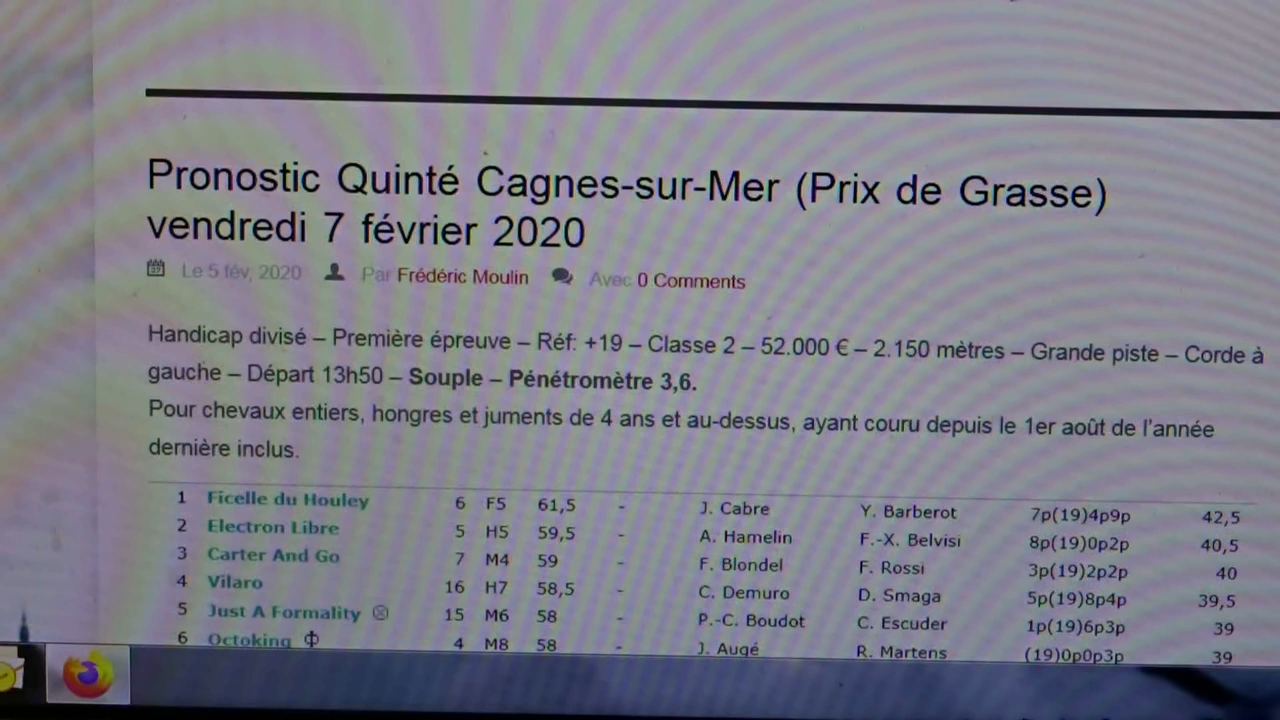 Pronostic Quinté Cagnes-sur-Mer (Prix de Grasse)
vendredi 7 février 2020
Le 5 fév, 2020 Par Frédéric Moulin Avec 0 Comments
Handicap divisé – Première épreuve – Réf: +19 – Classe 2 – 52.000 € – 2.150 mètres – Grande piste – Corde à
gauche – Départ 13h50 – Souple – Pénétromètre 3,6.
Pour chevaux entiers, hongres et juments de 4 ans et au-dessus, ayant couru depuis le 1er août de l'année
dernière inclus.
1 Ficelle du Houley 6 F5 61,5 - J. Cabre Y. Barberot 7p(19)4p9p 42,5
2 Electron Libre 5 H5 59,5 - A. Hamelin F.-X. Belvisi 8p(19)0p2p 40,5
3 Carter And Go 7 M4 59 - F. Blondel F. Rossi 3p(19)2p2p 40
4 Vilaro 16 H7 58,5 - C. Demuro D. Smaga 5p(19)8p4p 39,5
5 Just A Formality 15 M6 58 - P.-C. Boudot C. Escuder 1p(19)6p3p 39
6 Octoking 4 M8 58 - J. Augé R. Martens (19)0p0p3p 39